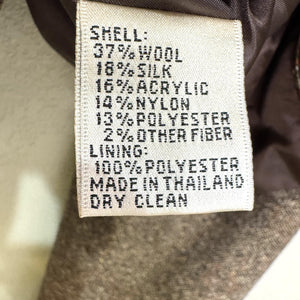 SHELL:
37% WOOL
18% SILK
16% ACRYLIC
14% NYLON
13% POLYESTER
2% OTHER FIBER
LINING:
100% POLYESTER
MADE IN THAILAND
DRY CLEAN